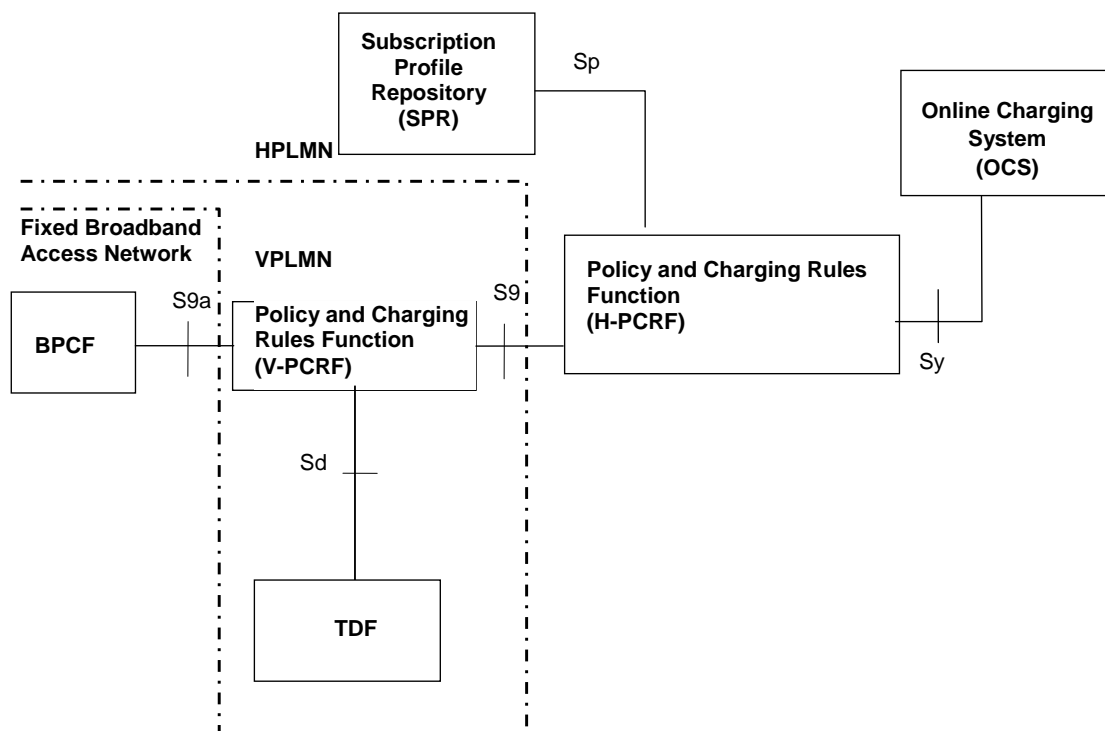 Subscription
Profile
Repository
(SPR)
Sp
Online Charging
System
(OCS)
HPLMN
Fixed Broadband
Access Network
VPLMN
S9a
S9
BPCF
Policy and Charging
Rules Function
(V-PCRF)
Policy and Charging Rules
Function
(H-PCRF)
Sy
Sd
TDF